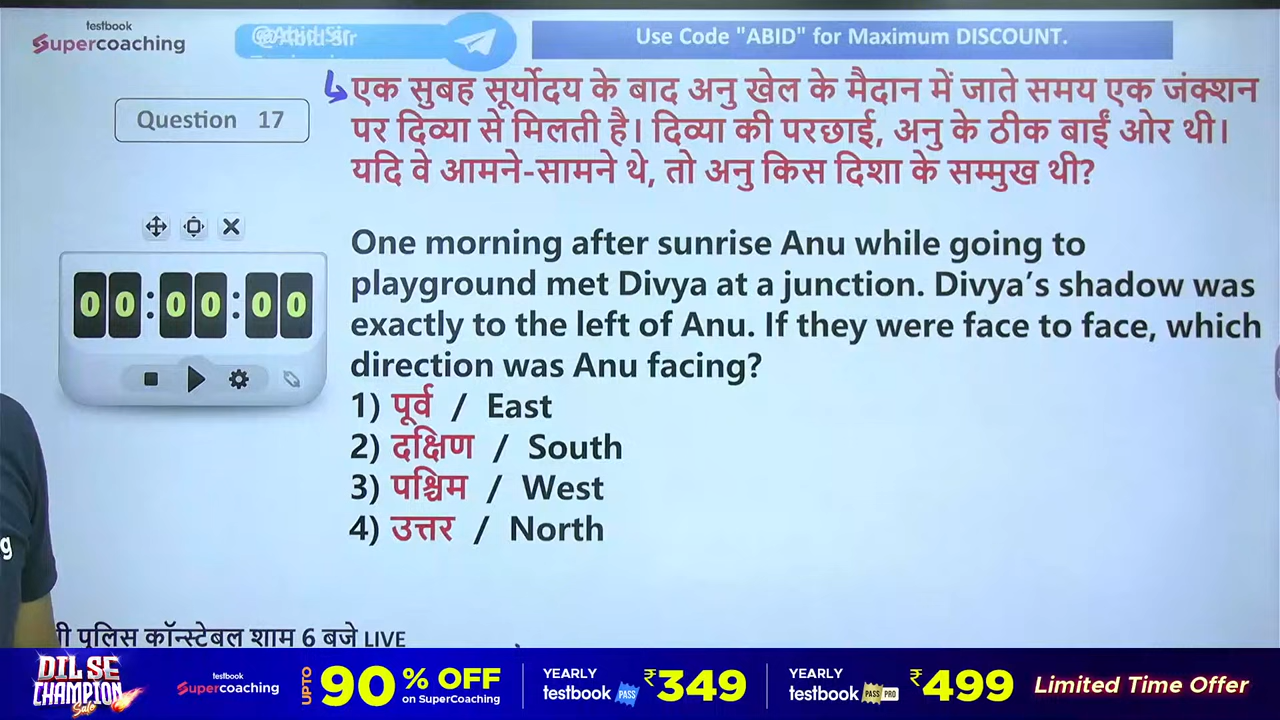 testbook
Supercoaching
@Abid Sir
Use Code "ABID" for Maximum DISCOUNT.
Question 17
एक सुबह सूर्योदय के बाद अनु खेल के मैदान में जाते समय एक जंक्शन
पर दिव्या से मिलती है। दिव्या की परछाई, अनु के ठीक बाईं ओर थी।
यदि वे आमने-सामने थे, तो अनु किस दिशा के सम्मुख थी?
00:00:00
One morning after sunrise Anu while going to
playground met Divya at a junction. Divya's shadow was
exactly to the left of Anu. If they were face to face, which
direction was Anu facing?
1) पूर्व / East
2) दक्षिण / South
3) पश्चिम / West
4) उत्तर / North
g
पुलिस कॉन्स्टेबल शाम 6 बजे LIVE
DIL SE
CHAMPION
Sale
testbook
Supercoaching
UPTO 90% OFF
on SuperCoaching
YEARLY
testbook PASS
₹349
YEARLY
testbook PASS PRO
₹499
Limited Time Offer